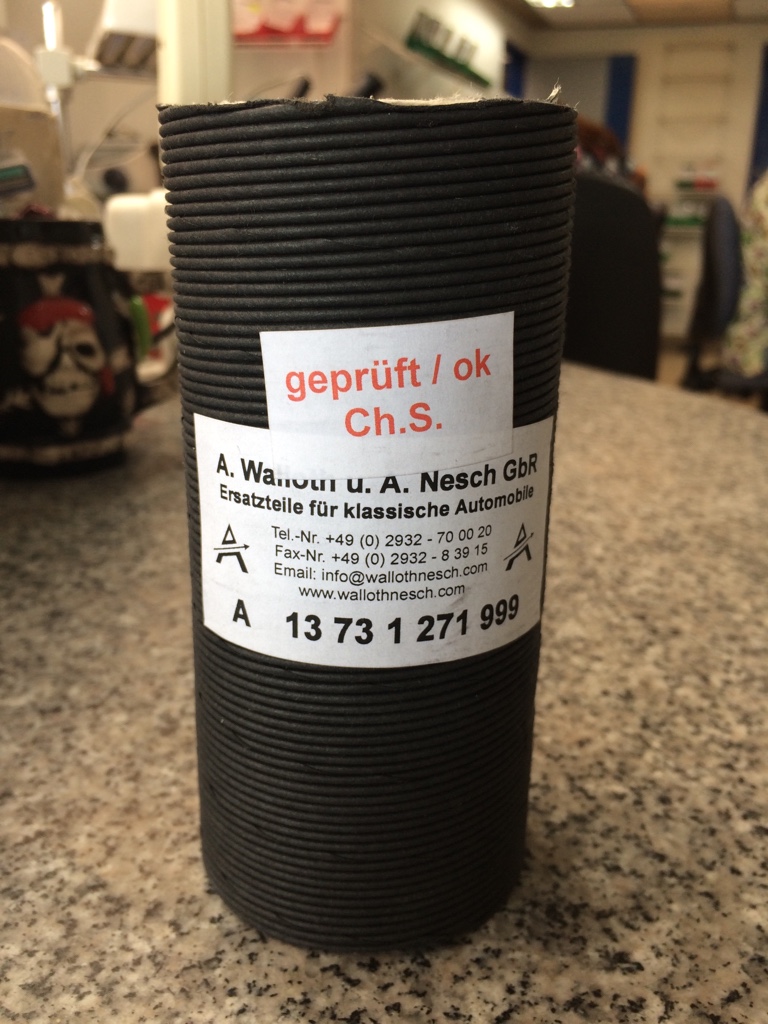 geprüft / ok
Ch.S.
A. Walloth u. A. Nesch GbR
Ersatzteile für klassische Automobile
Tel.-Nr. +49 (0) 2932 - 70 00 20
Fax-Nr. +49 (0) 2932 - 8 39 15
Email: info@wallothnesch.com
www.wallothnesch.com
A 13 73 1 271 999